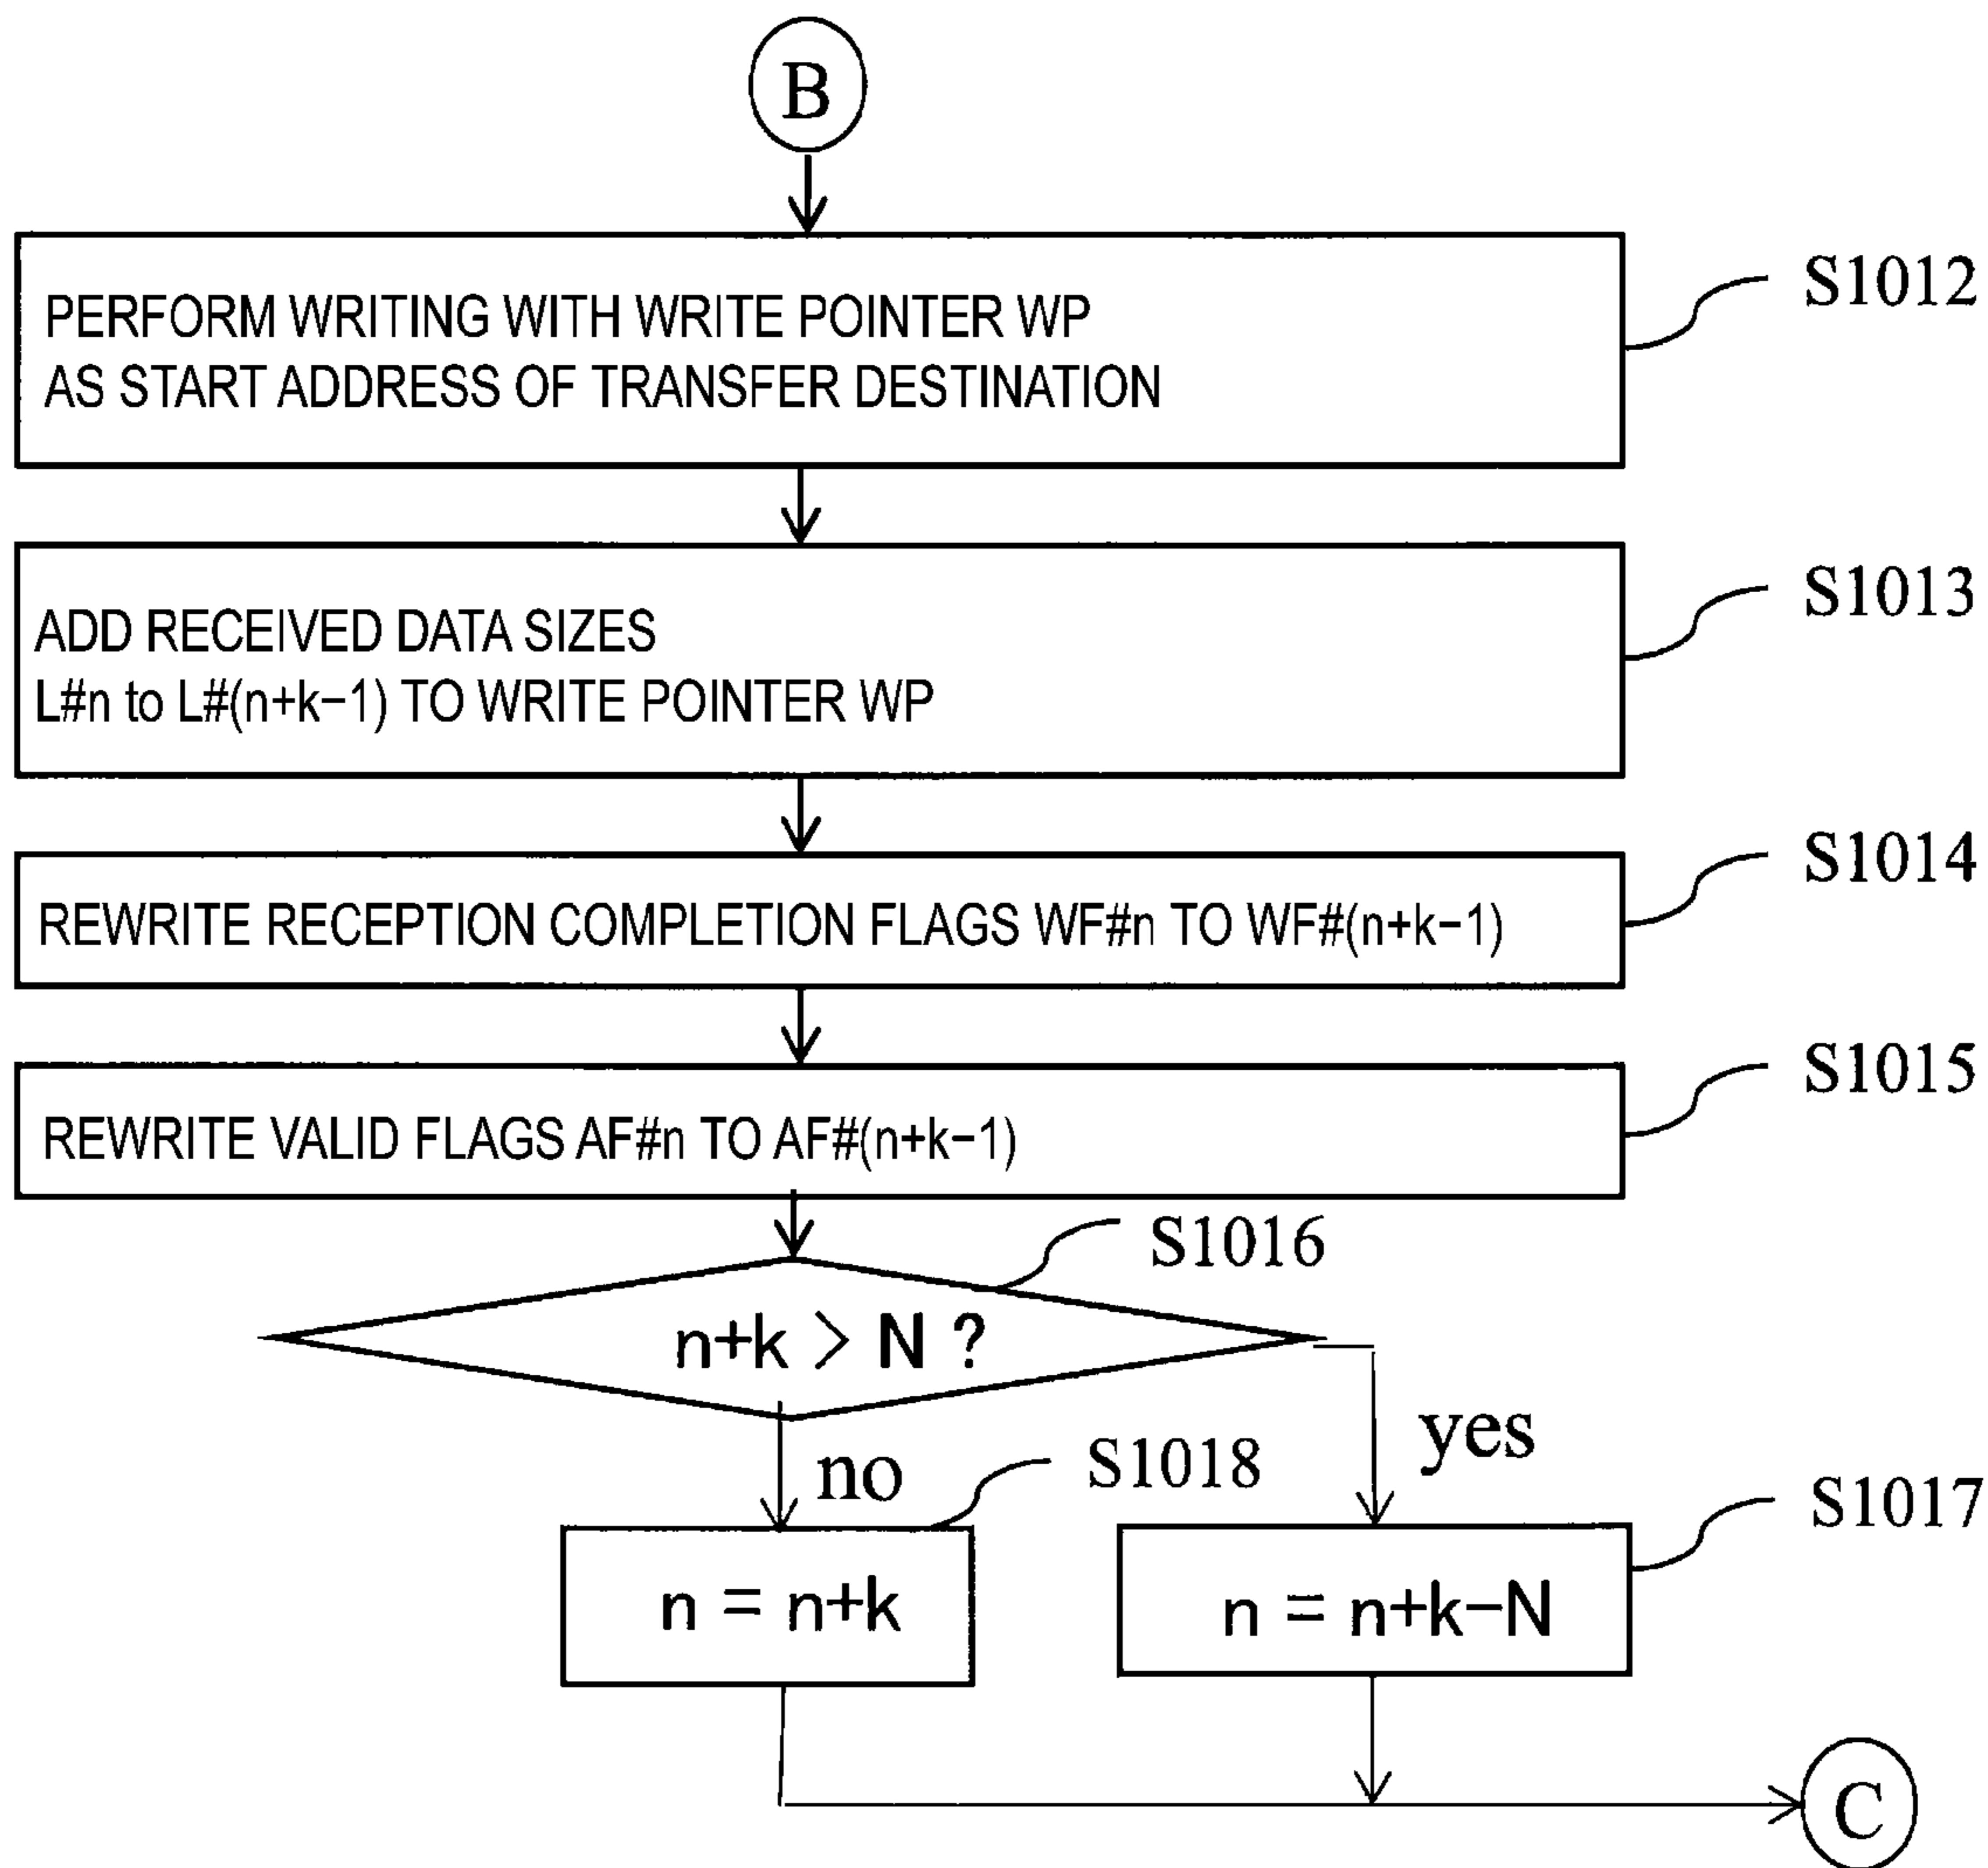 B
PERFORM WRITING WITH WRITE POINTER WP
AS START ADDRESS OF TRANSFER DESTINATION
S1012
ADD RECEIVED DATA SIZES
L#n to L#(n+k−1) TO WRITE POINTER WP
S1013
REWRITE RECEPTION COMPLETION FLAGS WF#n TO WF#(n+k−1)
S1014
REWRITE VALID FLAGS AF#n TO AF#(n+k−1)
S1015
S1016
n+k > N ?
no
yes
S1018
S1017
n = n+k
n = n+k−N
C